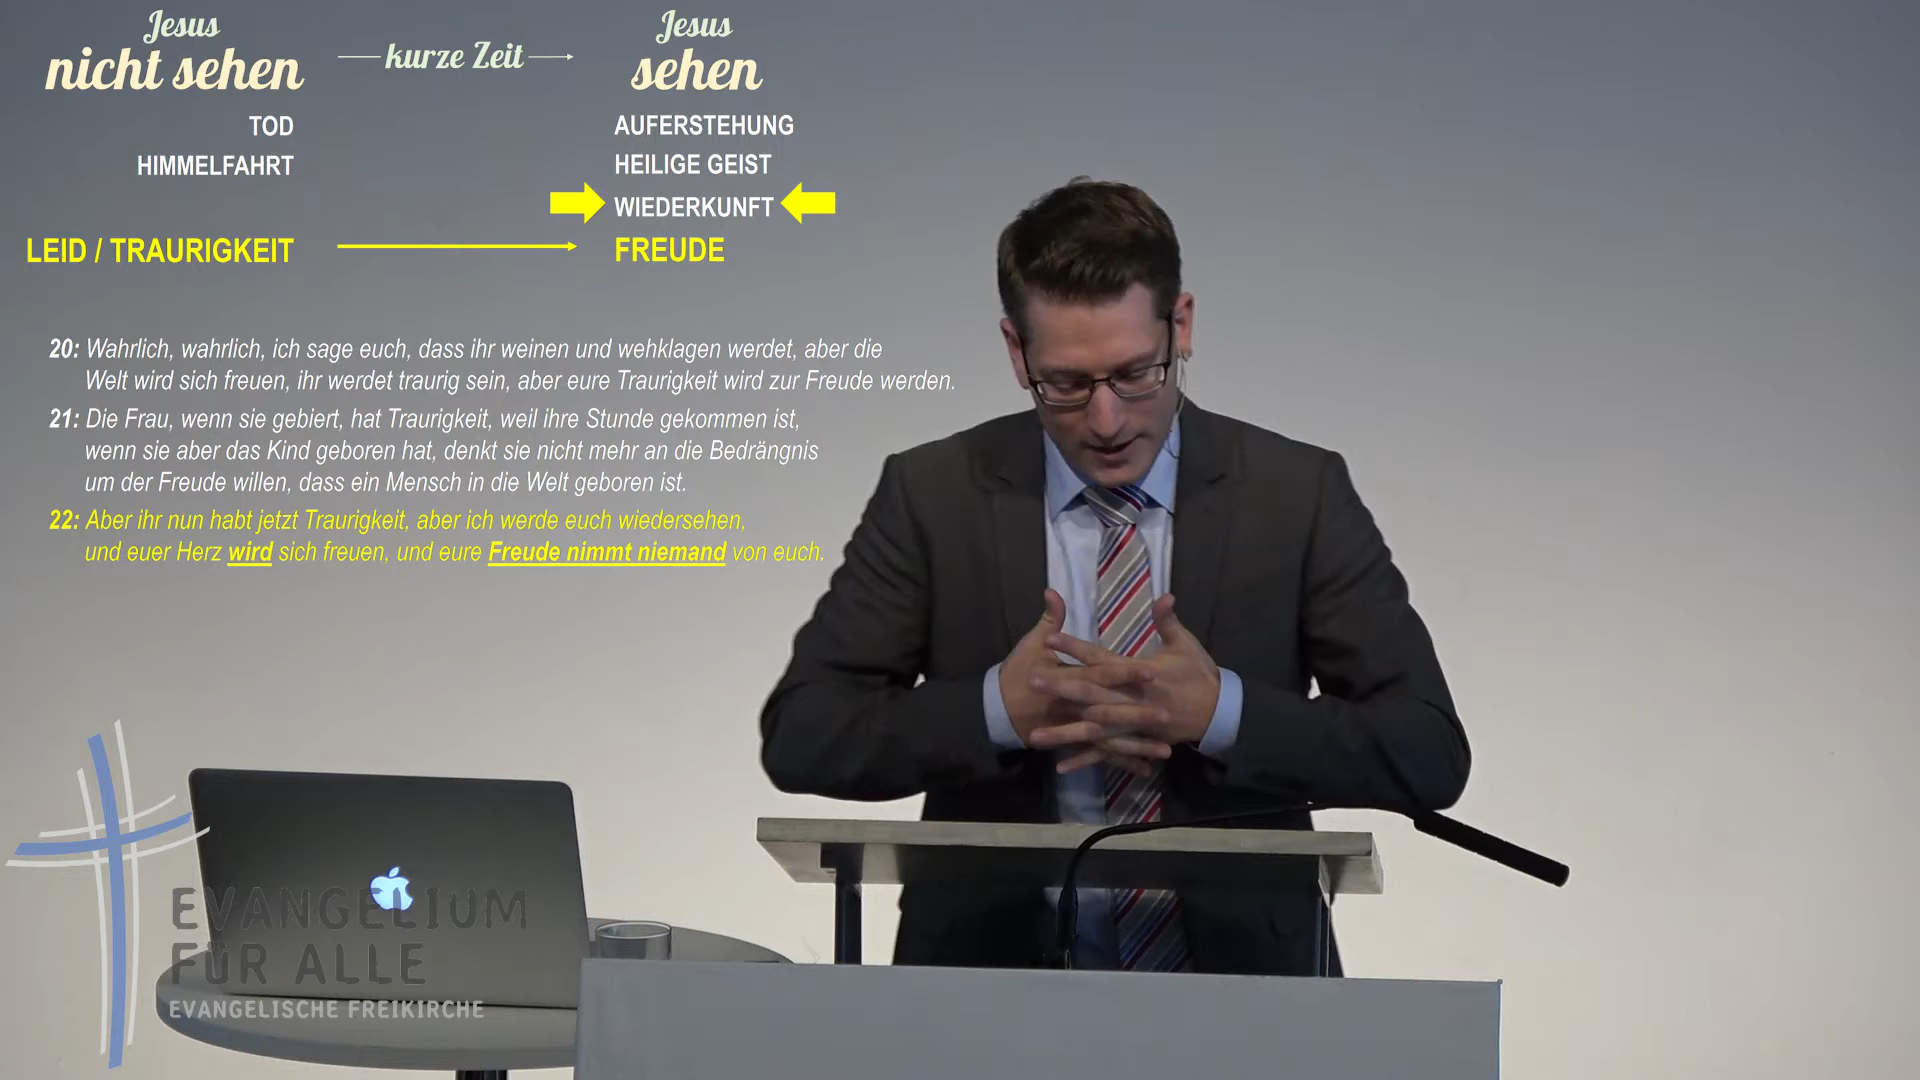 Jesus
nicht sehen
kurze Zeit
Jesus
sehen
TOD
AUFERSTEHUNG
HIMMELFAHRT
HEILIGE GEIST
WIEDERKUNFT
LEID / TRAURIGKEIT
FREUDE
20: Wahrlich, wahrlich, ich sage euch, dass ihr weinen und wehklagen werdet, aber die
Welt wird sich freuen, ihr werdet traurig sein, aber eure Traurigkeit wird zur Freude werden.
21: Die Frau, wenn sie gebiert, hat Traurigkeit, weil ihre Stunde gekommen ist,
wenn sie aber das Kind geboren hat, denkt sie nicht mehr an die Bedrängnis
um der Freude willen, dass ein Mensch in die Welt geboren ist.
22: Aber ihr nun habt jetzt Traurigkeit, aber ich werde euch wiedersehen,
und euer Herz wird sich freuen, und eure Freude nimmt niemand von euch.
EVANGELIUM
FÜR ALLE
EVANGELISCHE FREIKIRCHE